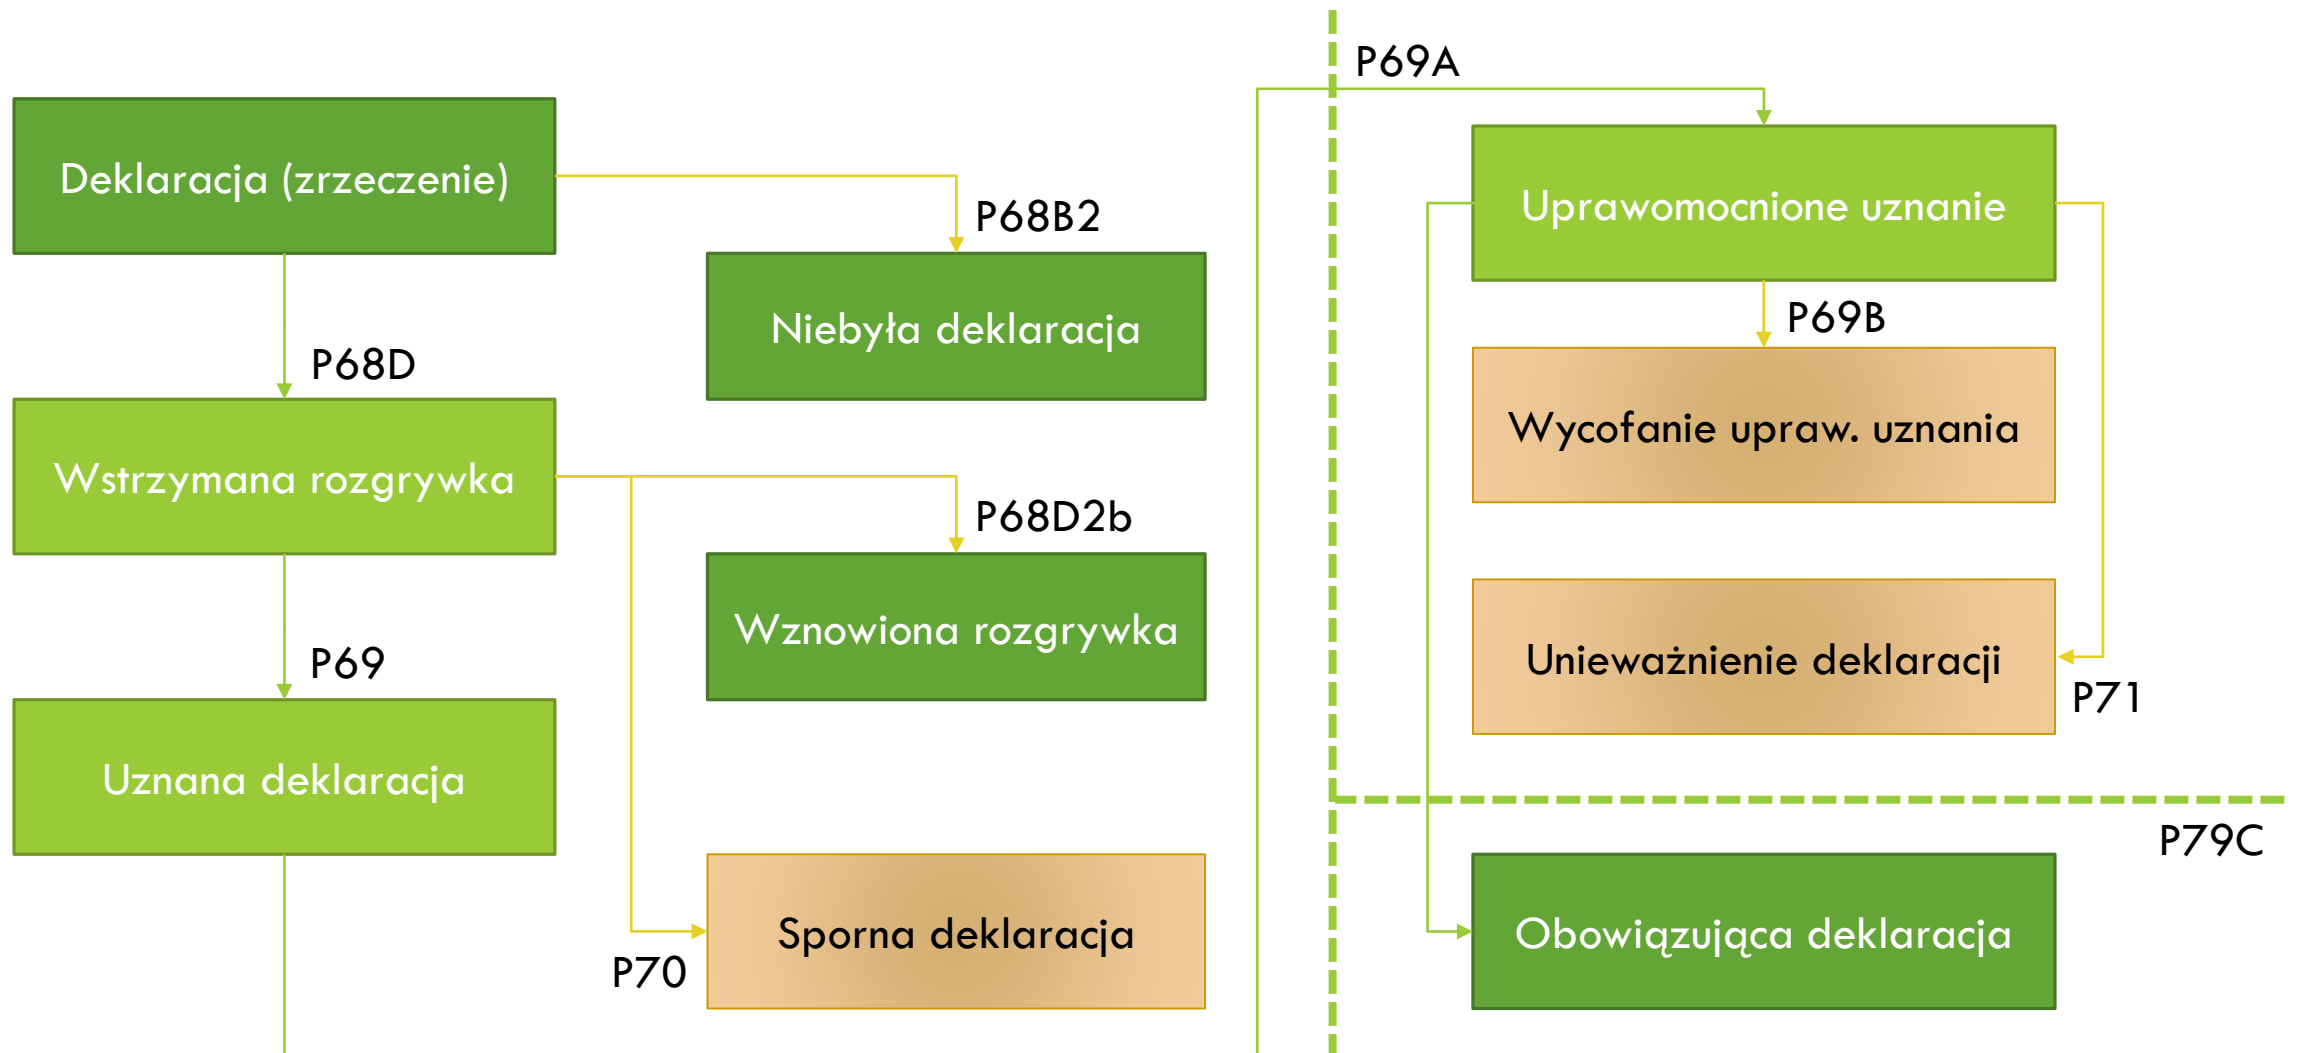 Deklaracja (zrzeczenie)
P68B2
Niebyła deklaracja
P68D
Wstrzymana rozgrywka
P68D2b
Wznowiona rozgrywka
P69
Uznana deklaracja
Sporna deklaracja
P70
P69A
Uprawomocnione uznanie
P69B
Wycofanie upraw. uznania
Unieważnienie deklaracji
P71
P79C
Obowiązująca deklaracja